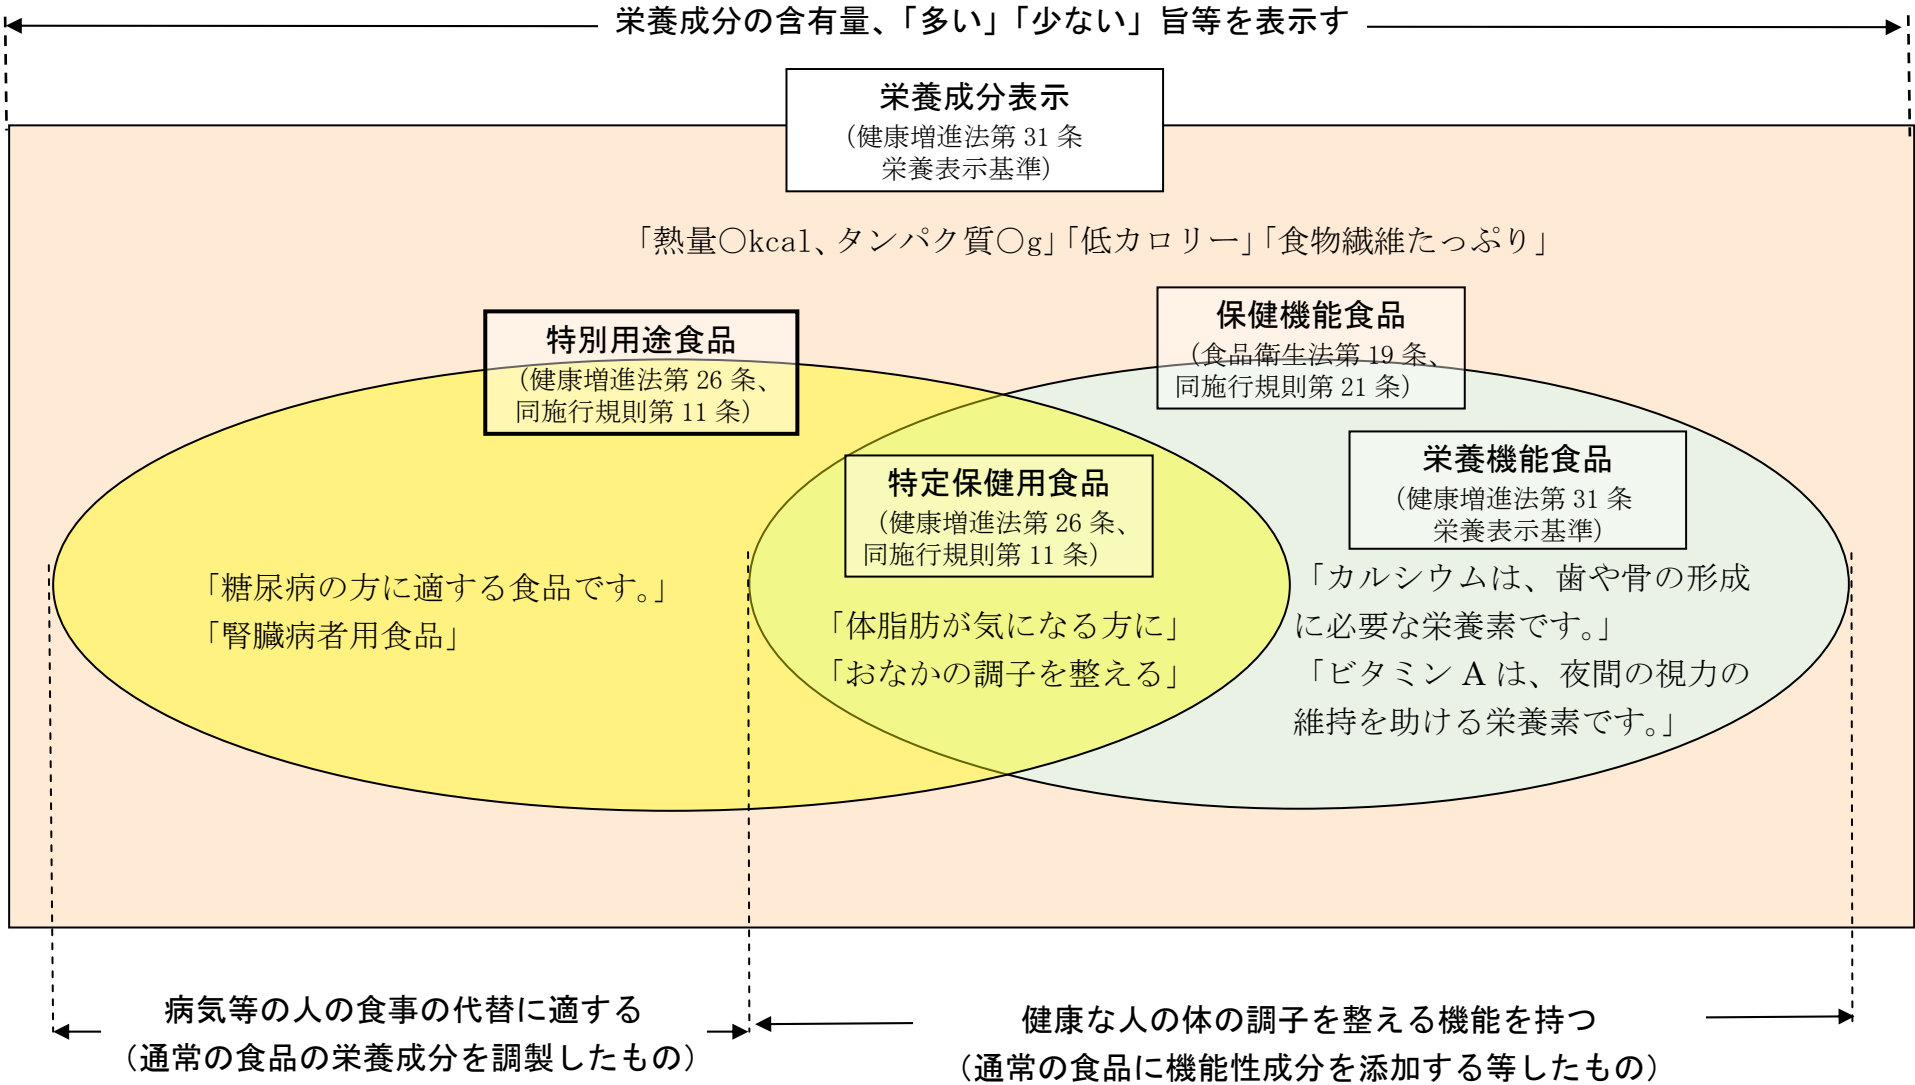 栄養成分の含有量、「多い」「少ない」旨等を表示す
栄養成分表示
（健康増進法第 31 条
栄養表示基準）
「熱量○kcal、タンパク質○g」「低カロリー」「食物繊維たっぷり」
特別用途食品
（健康増進法第 26 条、
同施行規則第 11 条）
保健機能食品
（食品衛生法第 19 条、
同施行規則第 21 条）
特定保健用食品
（健康増進法第 26 条、
同施行規則第 11 条）
栄養機能食品
（健康増進法第 31 条
栄養表示基準）
「糖尿病の方に適する食品です。」
「腎臓病者用食品」
「体脂肪が気になる方に」
「おなかの調子を整える」
「カルシウムは、歯や骨の形成
に必要な栄養素です。」
「ビタミン A は、夜間の視力の
維持を助ける栄養素です。」
病気等の人の食事の代替に適する
（通常の食品の栄養成分を調製したもの）
健康な人の体の調子を整える機能を持つ
（通常の食品に機能性成分を添加する等したもの）